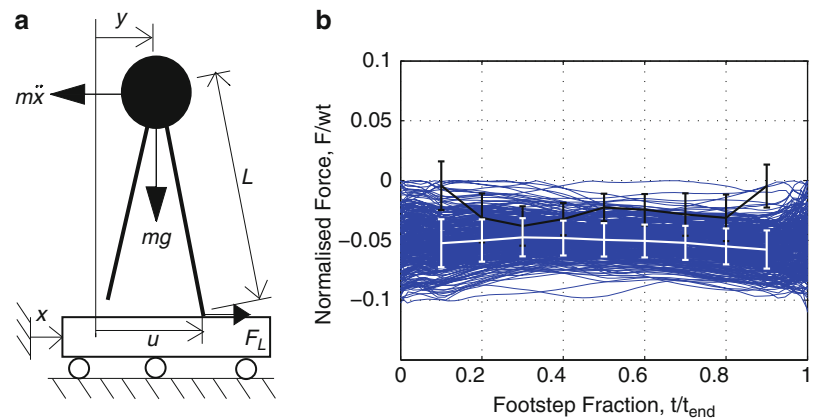 a
y
mẍ
L
mg
x
u
F_L
b
Normalised Force, F/wt
0.1
0.05
0
−0.05
−0.1
0 0.2 0.4 0.6 0.8 1
Footstep Fraction, t/t_end